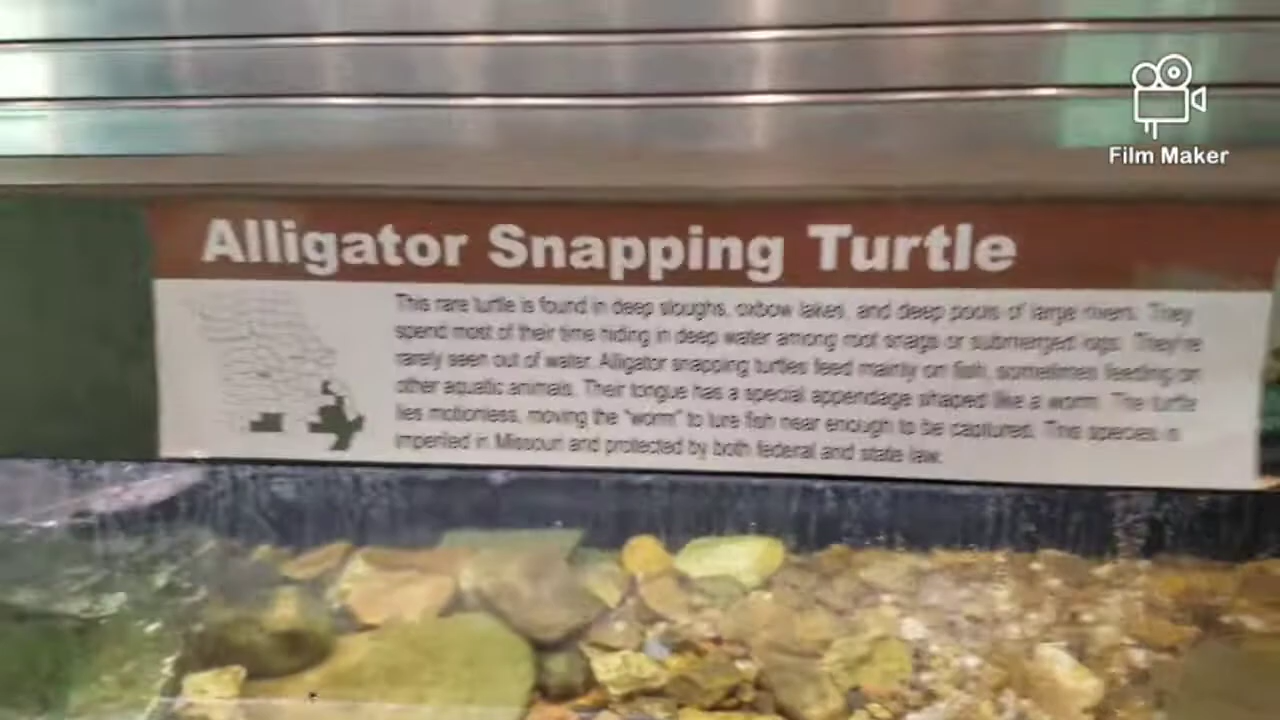 Film Maker
Alligator Snapping Turtle
This rare turtle is found in deep sloughs, oxbow lakes, and deep pools of large rivers. They
spend most of their time hiding in deep water among root snags or submerged logs. They're
rarely seen out of water. Alligator snapping turtles feed mainly on fish, sometimes feeding on
other aquatic animals. Their tongue has a special appendage shaped like a worm. The turtle
lies motionless, moving the "worm" to lure fish near enough to be captured. This species is
imperiled in Missouri and protected by both federal and state law.